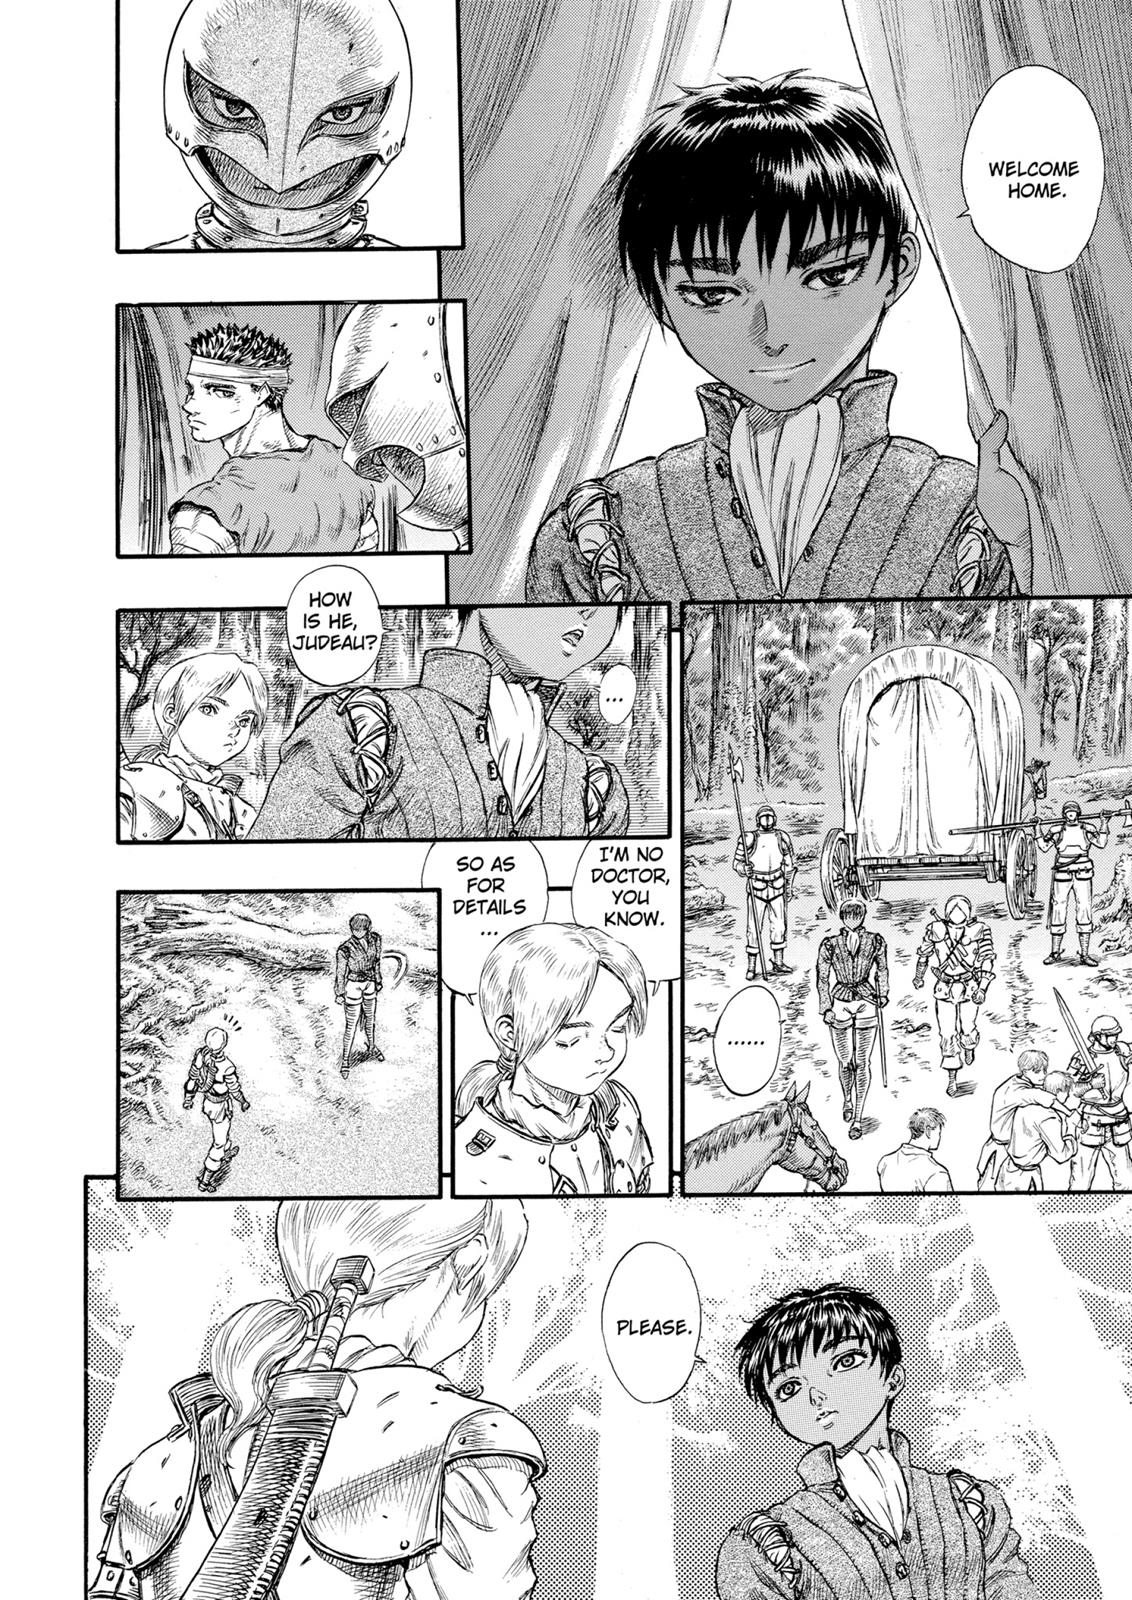 WELCOME
HOME.
...
HOW
IS HE,
JUDEAU?
......
I'M NO
DOCTOR,
YOU
KNOW.
SO AS
FOR
DETAILS
...
PLEASE.